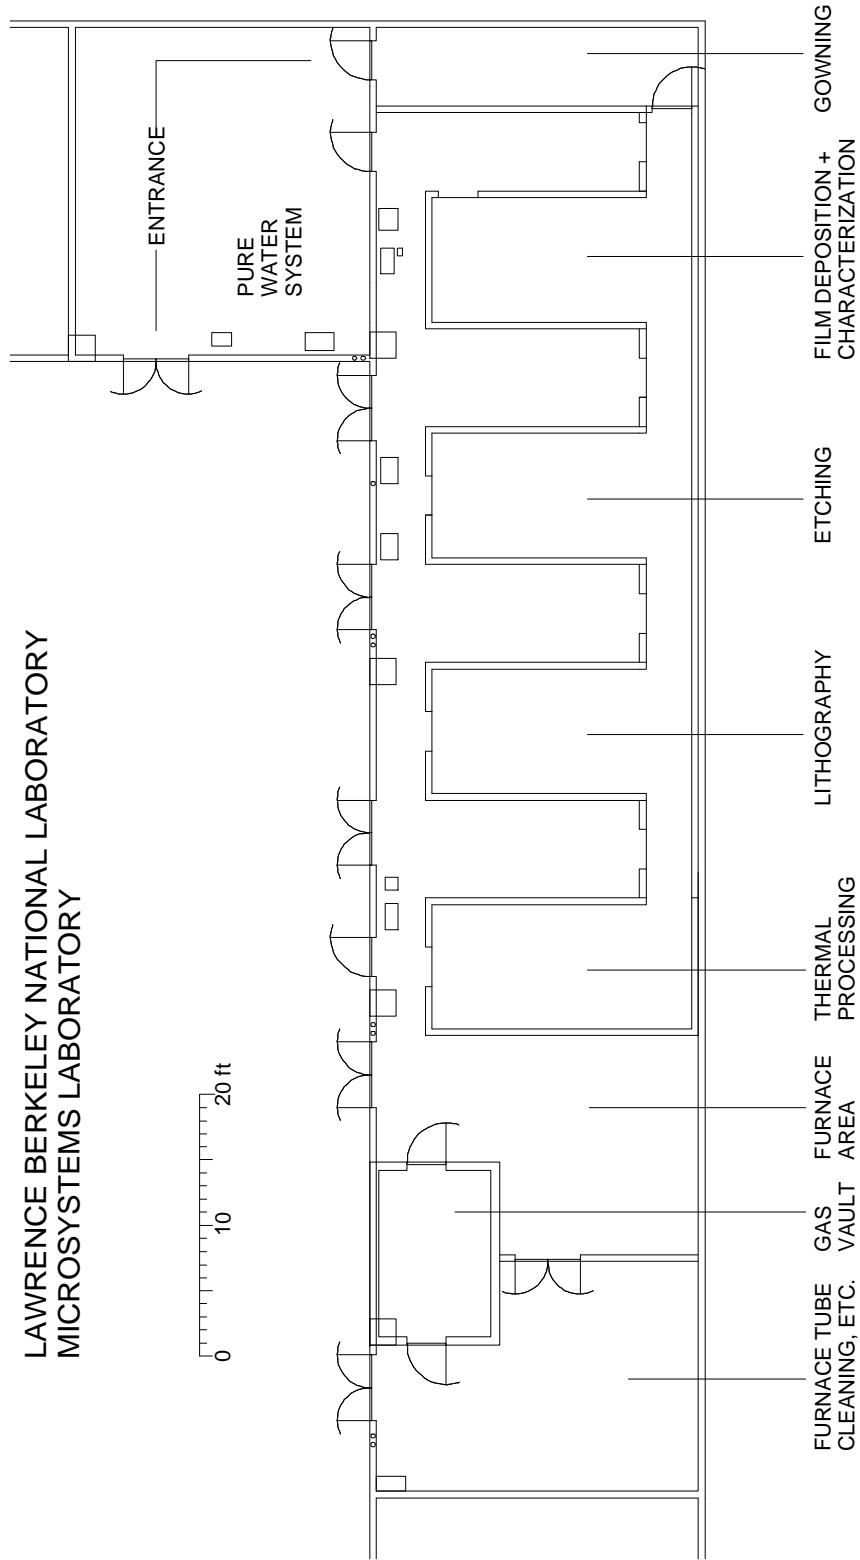 LAWRENCE BERKELEY NATIONAL LABORATORY
MICROSYSTEMS LABORATORY
ENTRANCE
PURE
WATER
SYSTEM
0
10
20 ft
FURNACE TUBE
CLEANING, ETC.
GAS
VAULT
FURNACE
AREA
THERMAL
PROCESSING
LITHOGRAPHY
ETCHING
FILM DEPOSITION +
CHARACTERIZATION
GOWNING